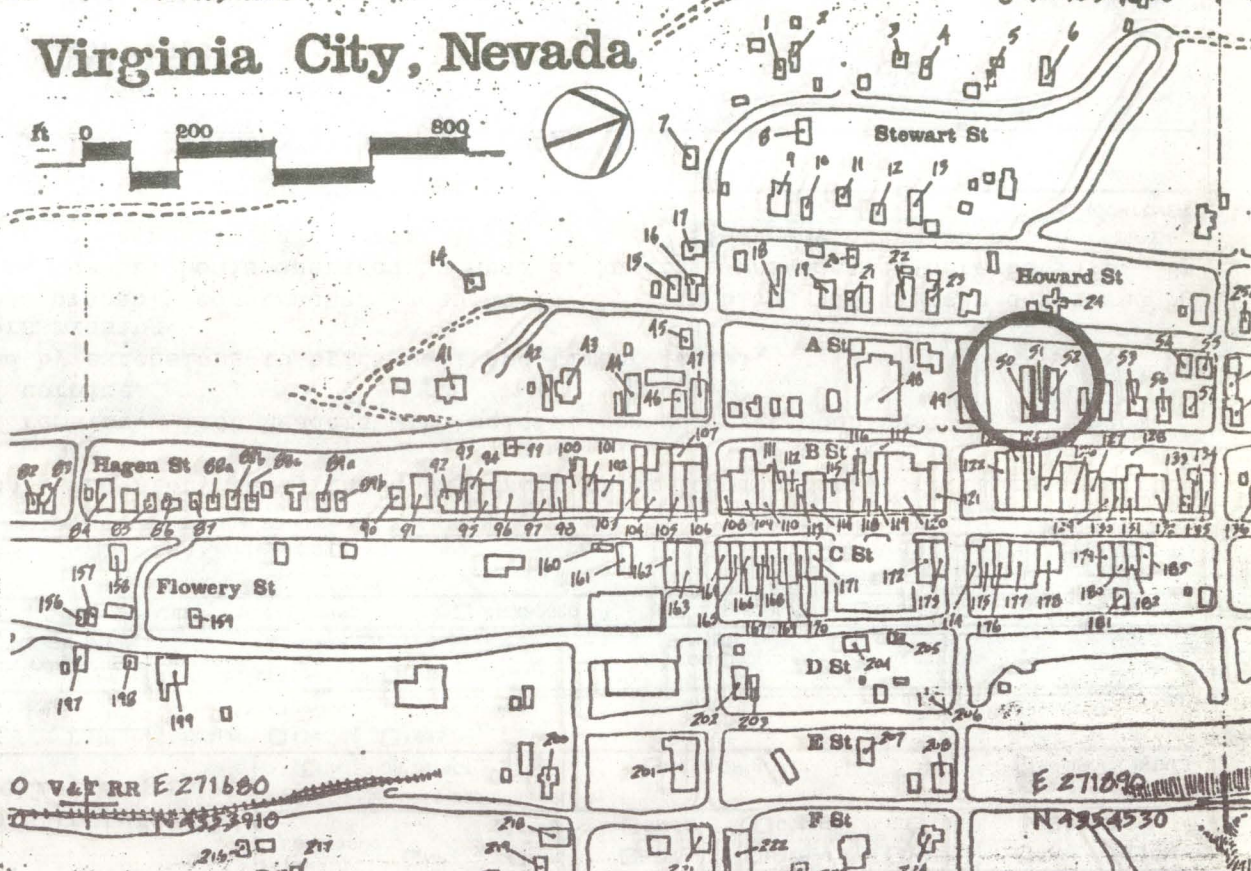 Virginia City, Nevada
ft 0 200 800
1 2 3 4 5 6
7 8 Stewart St
9 10 11 12 13
14 15 16 17 18 19 20 21 22 23
Howard St
24
A St
41 42 43 44 45 46 47 48 49 50 51 52 53 54 55 56 57
Hagen St
B St
82 83 84 85 86 87 88a 88b 88c 89a 89b 90 91 92 93 94 95 96 97 98 99 100 101 102 103 104 105 106 107
108 109 110 111 112 113 114 115 116 117 118 119 120 121 122 127 128 129 130 131 132 133 134 135 136
C St
Flowery St
156 157 158 159 160 161 162 163 164 165 166 167 168 169 170 171 172 173 174 175 176 177 178 179 180 181 182 185
D St
197 198 199 202 203 204 205 206
E St
200 201 207 208
V&T RR E 271680
N 4353910
E 271890
N 4354530
F St
216 217 218 219 221 222